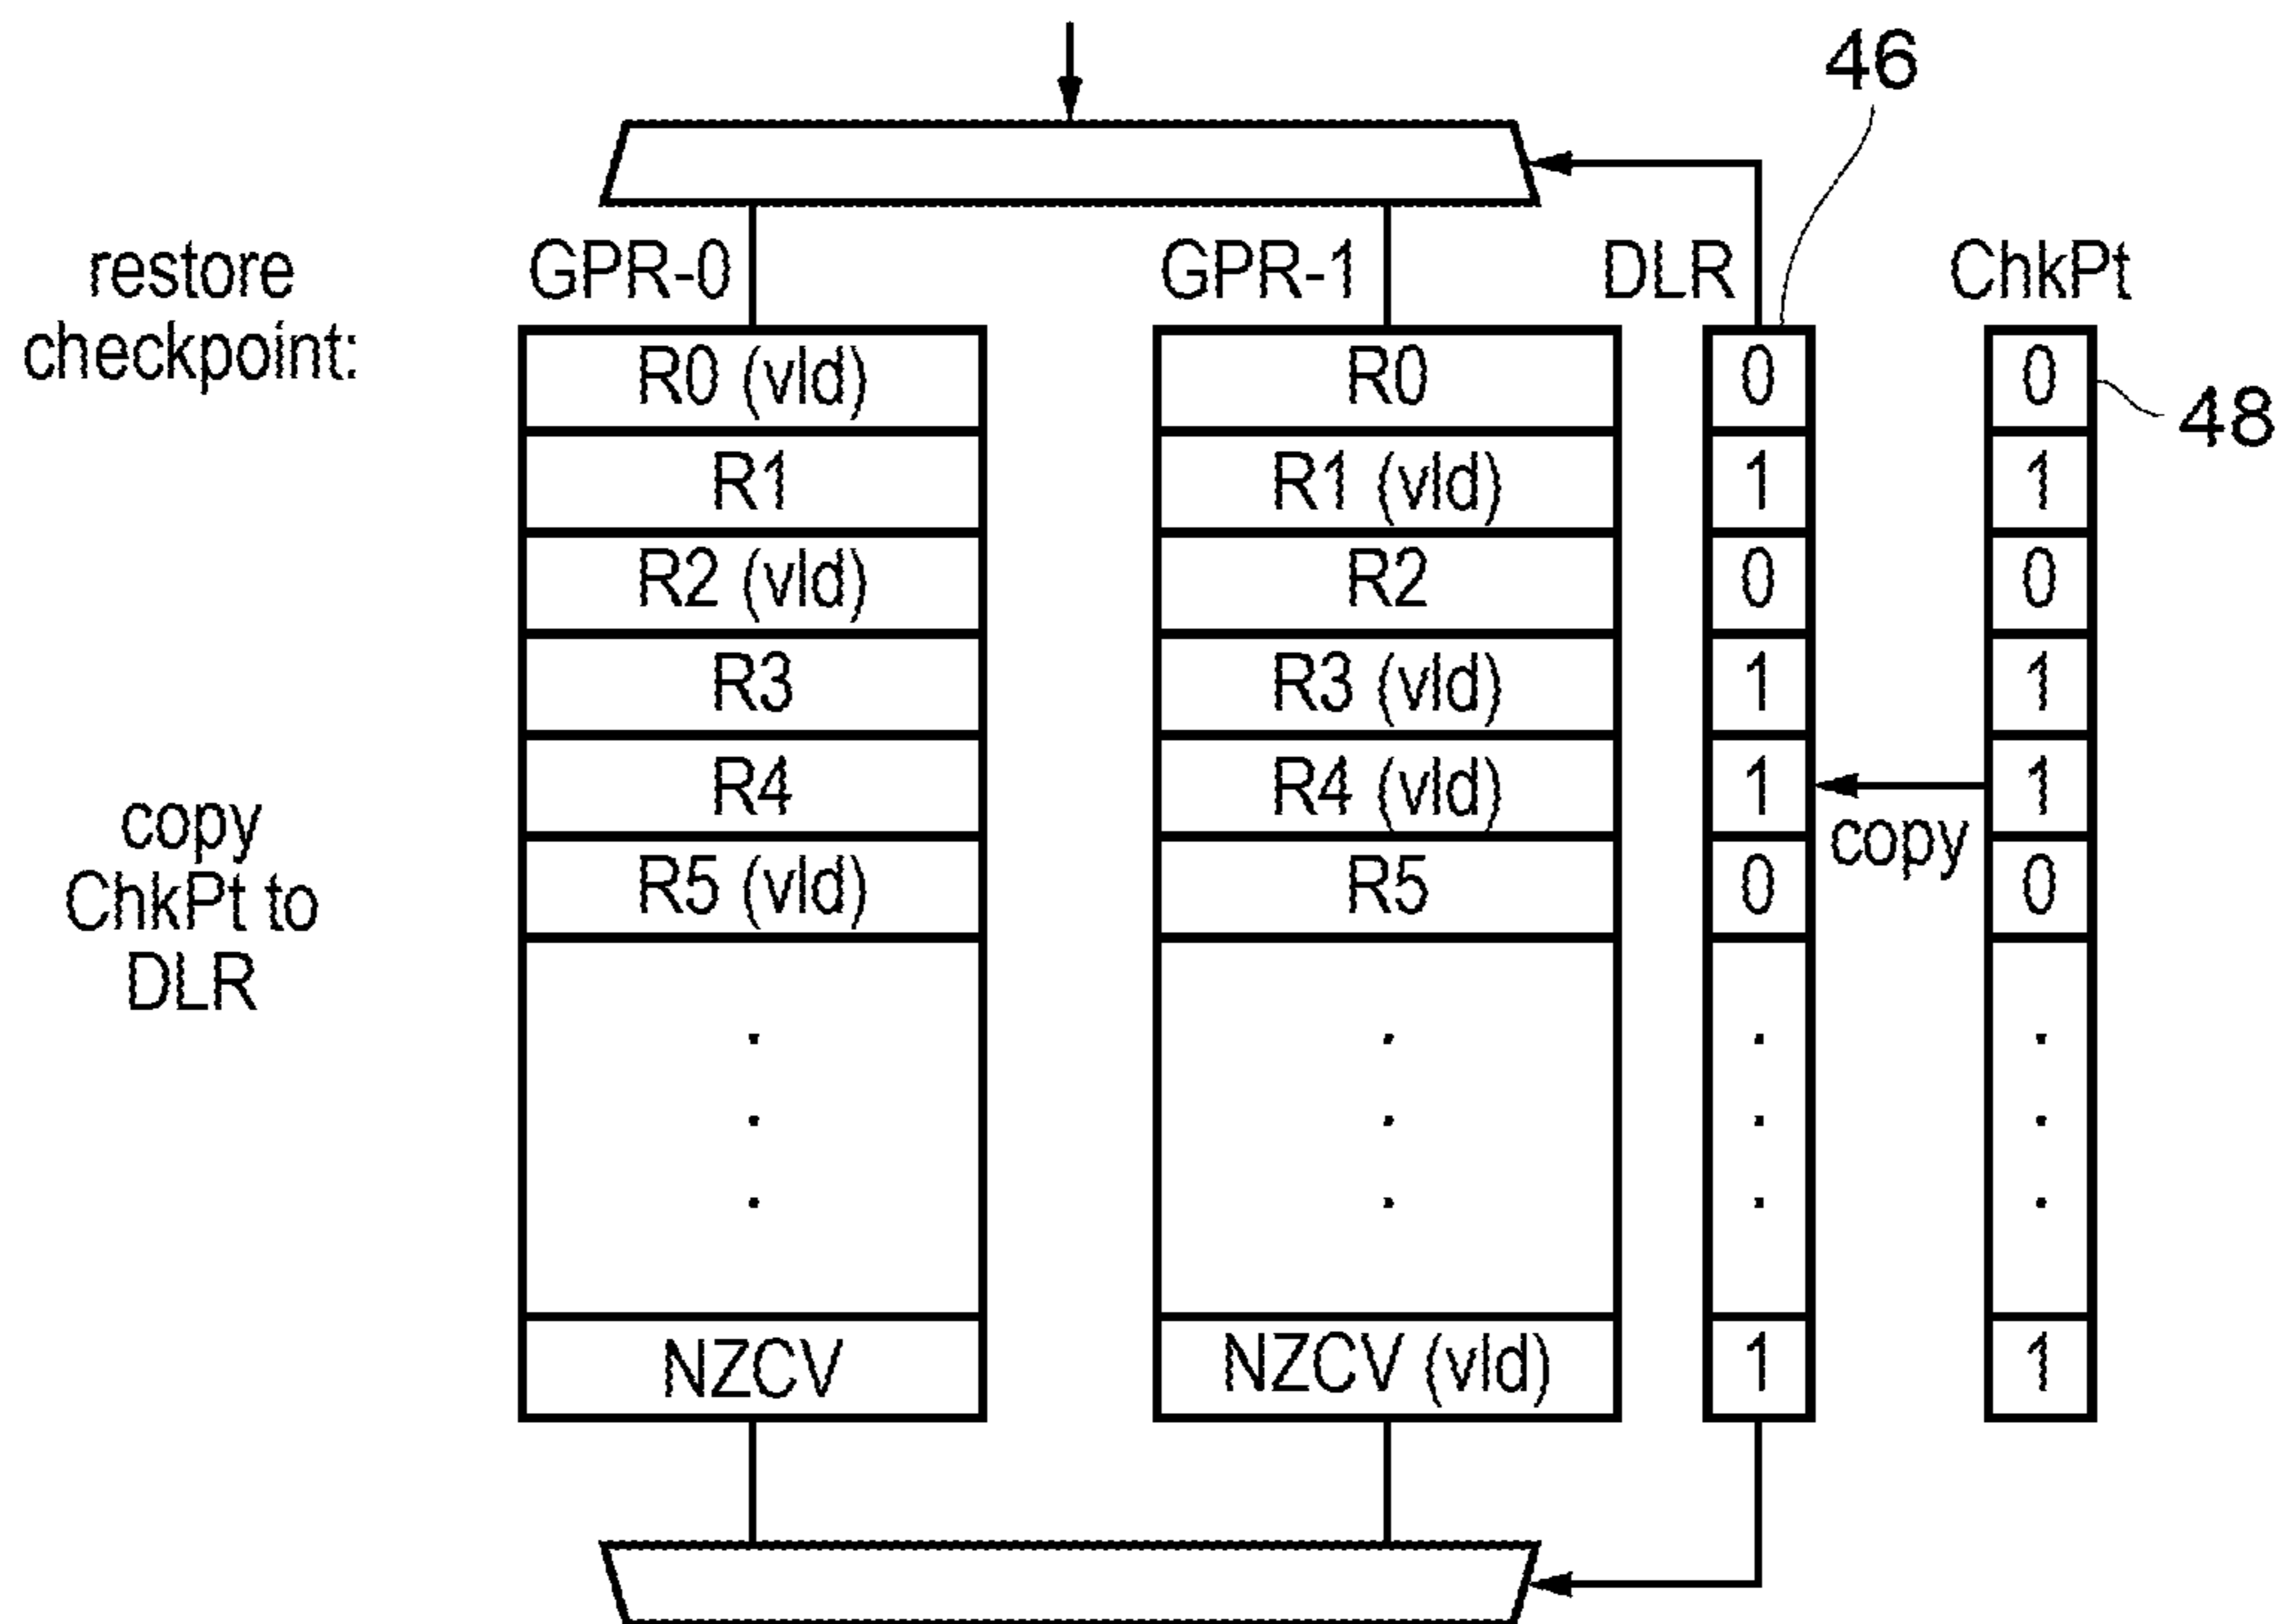 46
restore
checkpoint:
GPR-0 GPR-1 DLR ChkPt
R0 (vld) R0 0 0
48
R1 R1 (vld) 1 1
R2 (vld) R2 0 0
R3 R3 (vld) 1 1
R4 R4 (vld) 1 1
copy
copy
ChkPt to
DLR
R5 (vld) R5 0 0
NZCV NZCV (vld) 1 1